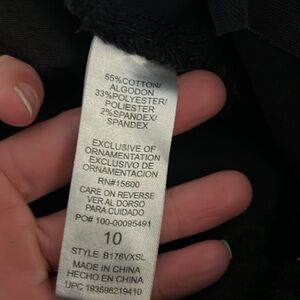 65%COTTON/
ALGODON
33%POLYESTER/
POLIESTER
2%SPANDEX/
SPANDEX
EXCLUSIVE OF
ORNAMENTATION
EXCLUSIVO DE
ORNAMENTACION
RN#15600
CARE ON REVERSE
VER AL DORSO
PARA CUIDADO
PO# 100-00095491
10
STYLE B176VXSL
MADE IN CHINA
HECHO EN CHINA
UPC 193596219410